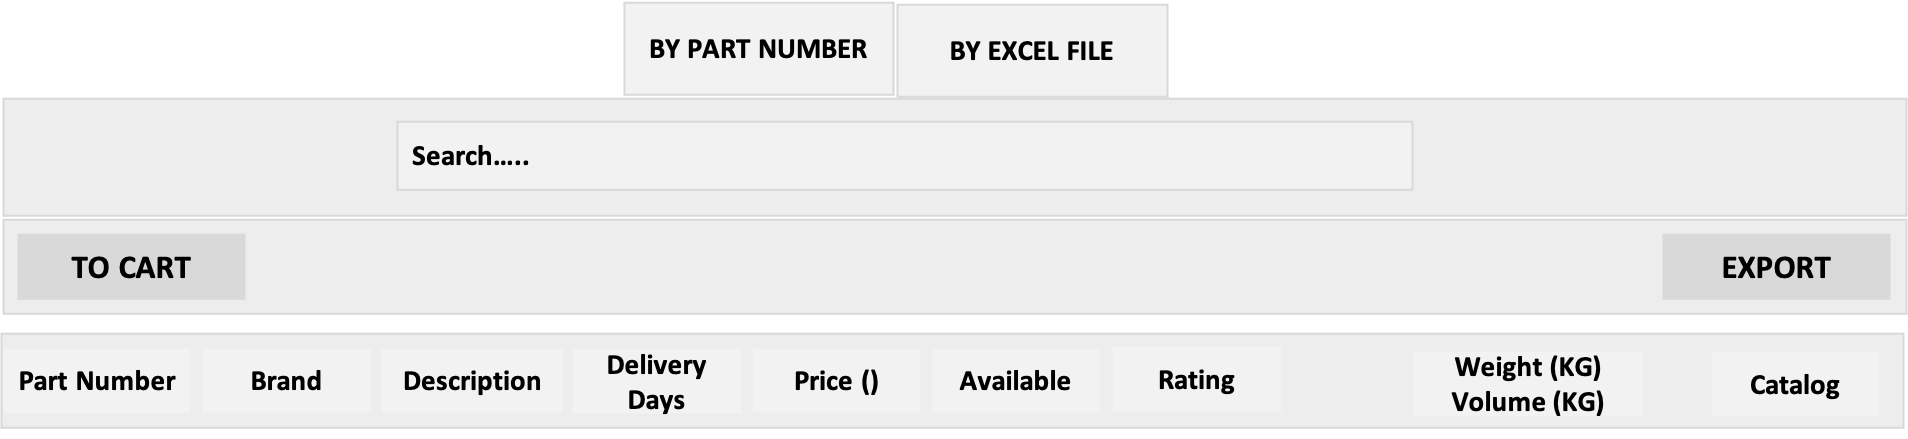 BY PART NUMBER
BY EXCEL FILE
Search…..
TO CART
EXPORT
Part Number
Brand
Description
Delivery
Days
Price ()
Available
Rating
Weight (KG)
Volume (KG)
Catalog